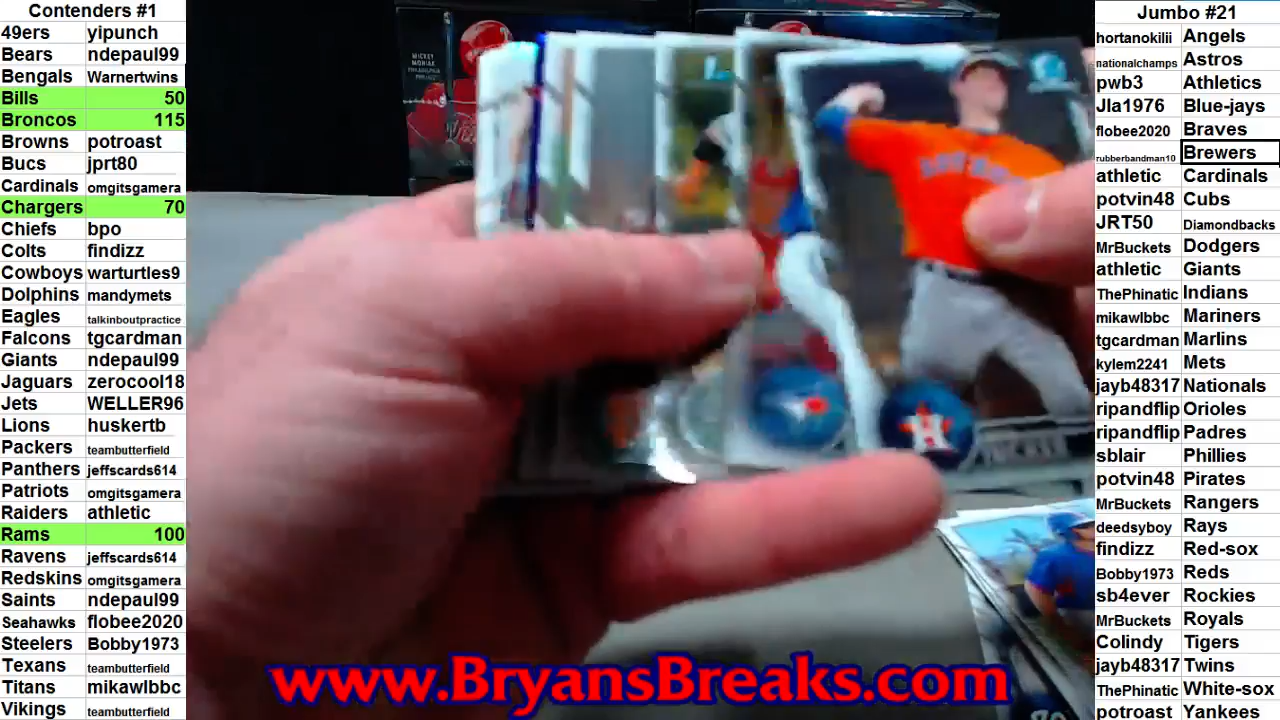 Contenders #1
49ers yipunch
Bears ndepaul99
Bengals Warnertwins
Bills 50
Broncos 115
Browns potroast
Bucs jprt80
Cardinals omgitsgamera
Chargers 70
Chiefs bpo
Colts findizz
Cowboys warturtles9
Dolphins mandymets
Eagles talkinboutpractice
Falcons tgcardman
Giants ndepaul99
Jaguars zerocool18
Jets WELLER96
Lions huskertb
Packers teambutterfield
Panthers jeffscards614
Patriots omgitsgamera
Raiders athletic
Rams 100
Ravens jeffscards614
Redskins omgitsgamera
Saints ndepaul99
Seahawks flobee2020
Steelers Bobby1973
Texans teambutterfield
Titans mikawlbbc
Vikings teambutterfield
MICKEY
MONIAK
www.BryansBreaks.com
Jumbo #21
hortanokilii Angels
nationalchamps Astros
pwb3 Athletics
Jla1976 Blue-jays
flobee2020 Braves
rubberbandman10 Brewers
athletic Cardinals
potvin48 Cubs
JRT50 Diamondbacks
MrBuckets Dodgers
athletic Giants
ThePhinatic Indians
mikawlbbc Mariners
tgcardman Marlins
kylem2241 Mets
jayb48317 Nationals
ripandflip Orioles
ripandflip Padres
sblair Phillies
potvin48 Pirates
MrBuckets Rangers
deedsyboy Rays
findizz Red-sox
Bobby1973 Reds
sb4ever Rockies
MrBuckets Royals
Colindy Tigers
jayb48317 Twins
ThePhinatic White-sox
potroast Yankees